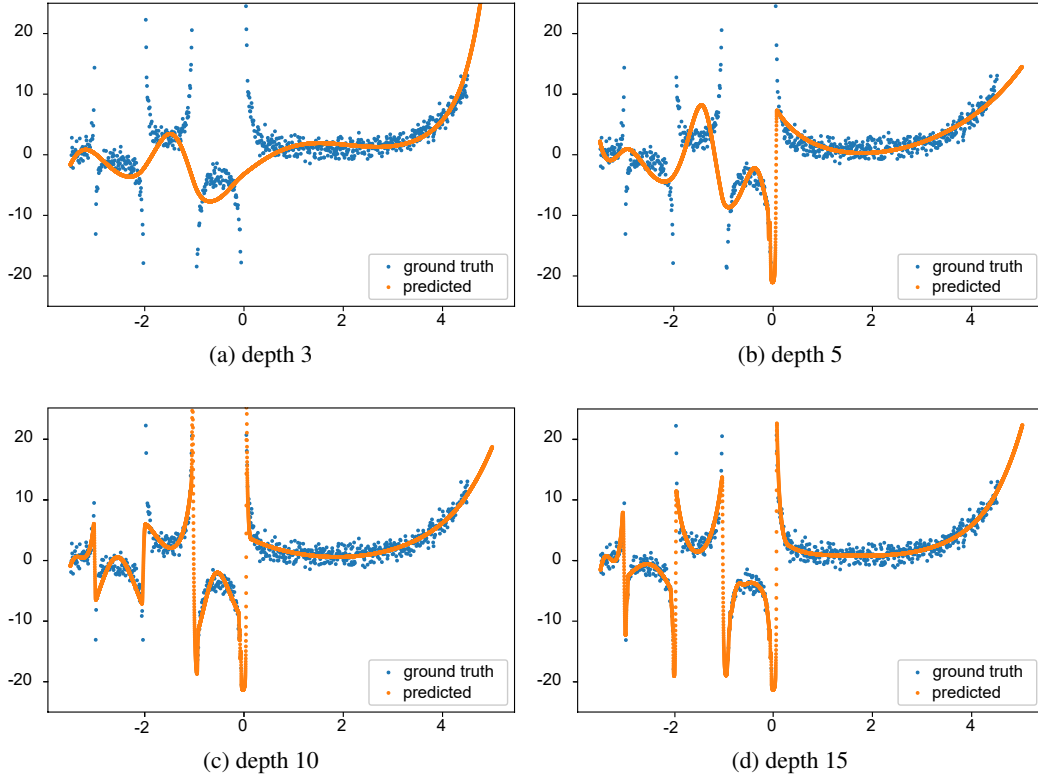 20
10
0
-10
-20
-2 0 2 4
ground truth
predicted
(a) depth 3
20
10
0
-10
-20
-2 0 2 4
ground truth
predicted
(b) depth 5
20
10
0
-10
-20
-2 0 2 4
ground truth
predicted
(c) depth 10
20
10
0
-10
-20
-2 0 2 4
ground truth
predicted
(d) depth 15